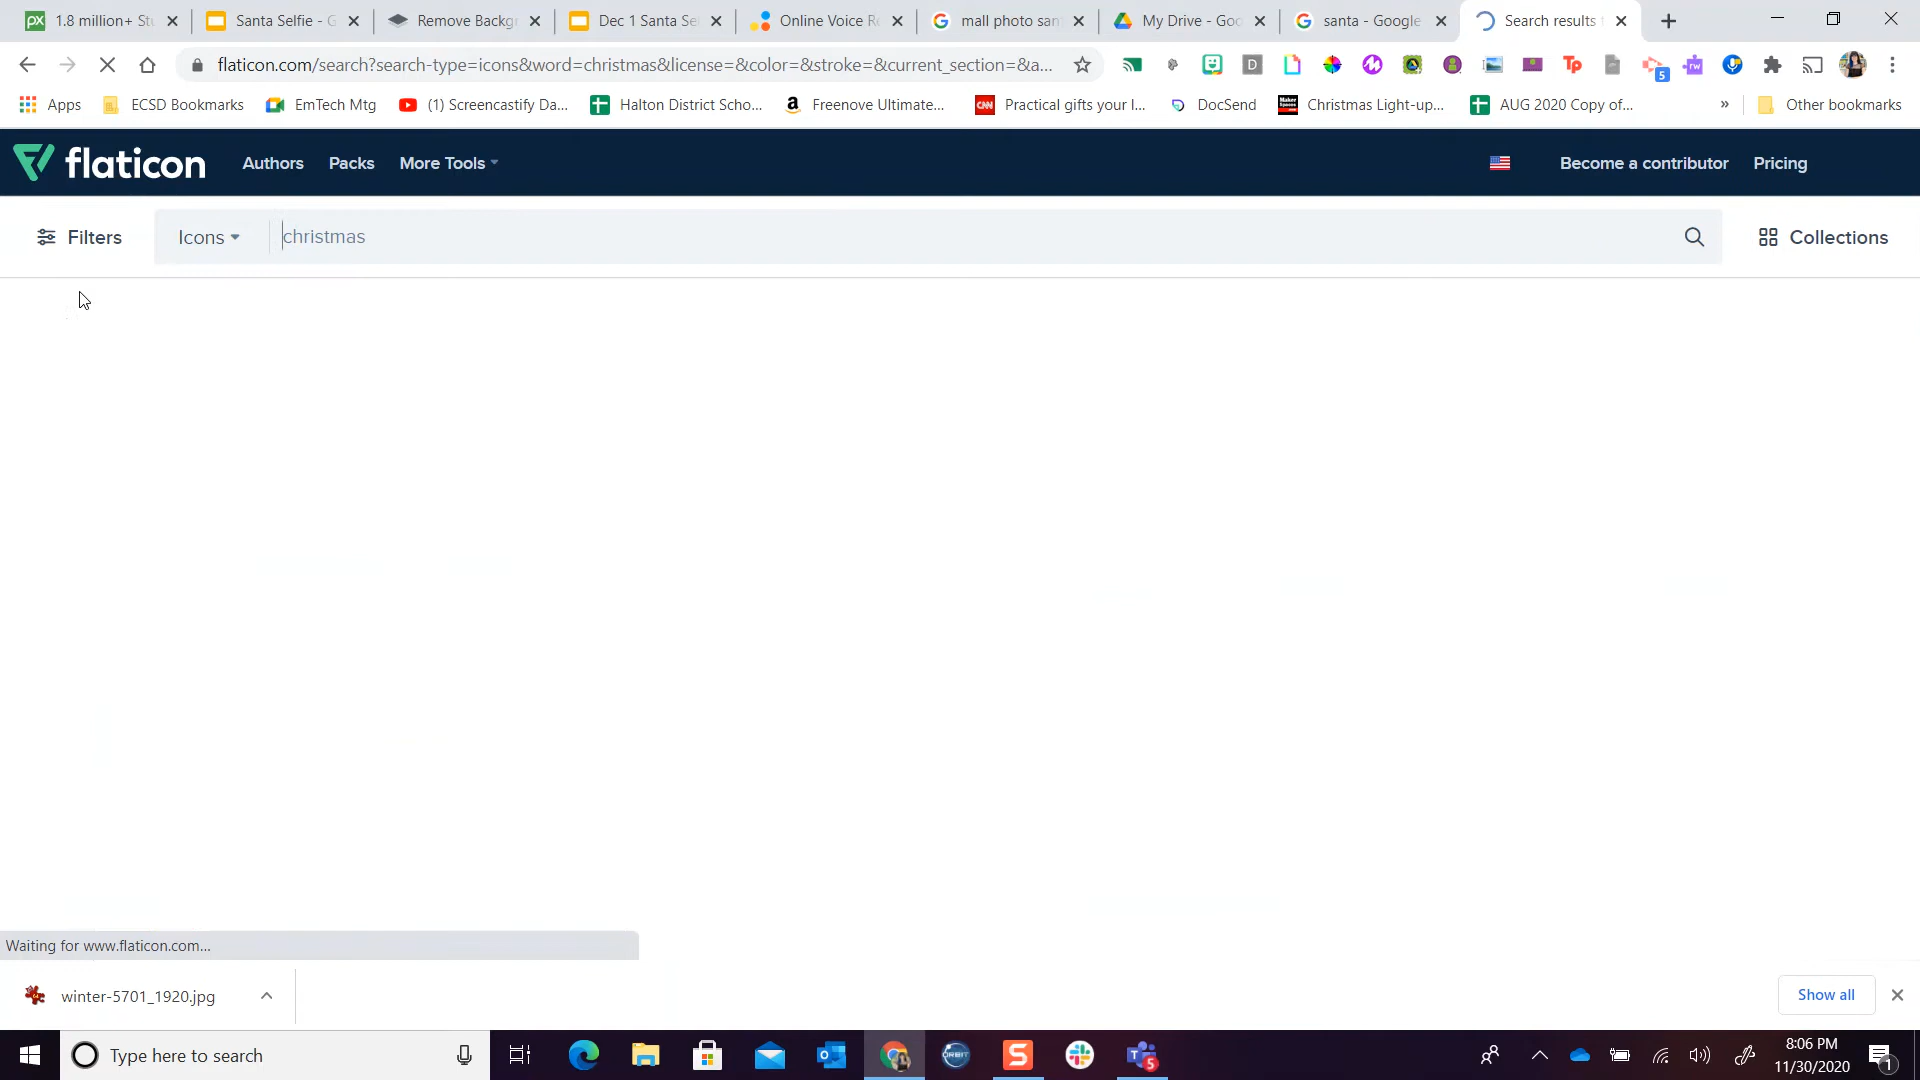 1.8 million+ St
Santa Selfie - G
Remove Backg
Dec 1 Santa Se
Online Voice R
mall photo san
My Drive - Goo
santa - Google
Search results
flaticon.com/search?search-type=icons&word=christmas&license=&color=&stroke=&current_section=&a...
5
Apps
ECSD Bookmarks
EmTech Mtg
(1) Screencastify Da...
Halton District Scho...
Freenove Ultimate...
Practical gifts your l...
DocSend
Christmas Light-up...
AUG 2020 Copy of...
»
Other bookmarks
flaticon
Authors
Packs
More Tools
Become a contributor
Pricing
Filters
Icons
christmas
Collections
Waiting for www.flaticon.com...
winter-5701_1920.jpg
Show all
Type here to search
8:06 PM
11/30/2020